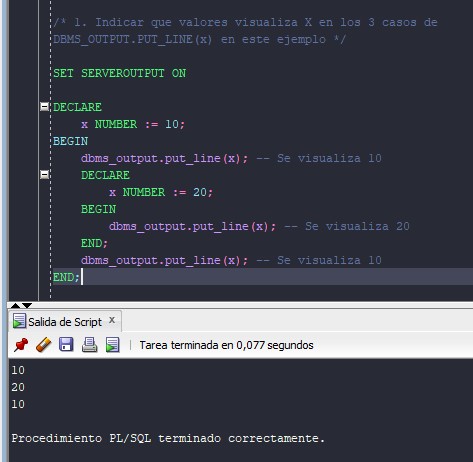 /* 1. Indicar que valores visualiza X en los 3 casos de
DBMS_OUTPUT.PUT_LINE(x) en este ejemplo */
SET SERVEROUTPUT ON
DECLARE
x NUMBER := 10;
BEGIN
dbms_output.put_line(x); -- Se visualiza 10
DECLARE
x NUMBER := 20;
BEGIN
dbms_output.put_line(x); -- Se visualiza 20
END;
dbms_output.put_line(x); -- Se visualiza 10
END;
Salida de Script x
Tarea terminada en 0,077 segundos
10
20
10
Procedimiento PL/SQL terminado correctamente.